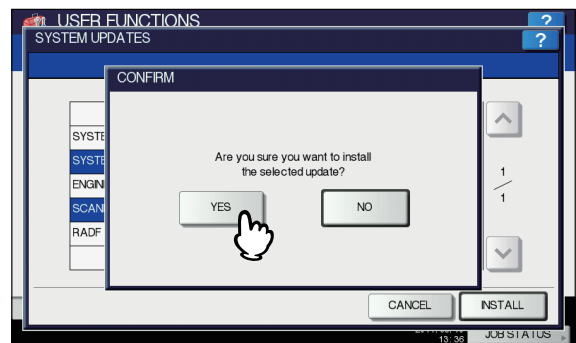 USER FUNCTIONS
?
SYSTEM UPDATES
?
CONFIRM
SYSTE
SYSTE
ENGIN
SCAN
RADF
Are you sure you want to install
the selected update?
YES
NO
1
1
CANCEL
INSTALL
13: 36
JOB STATUS